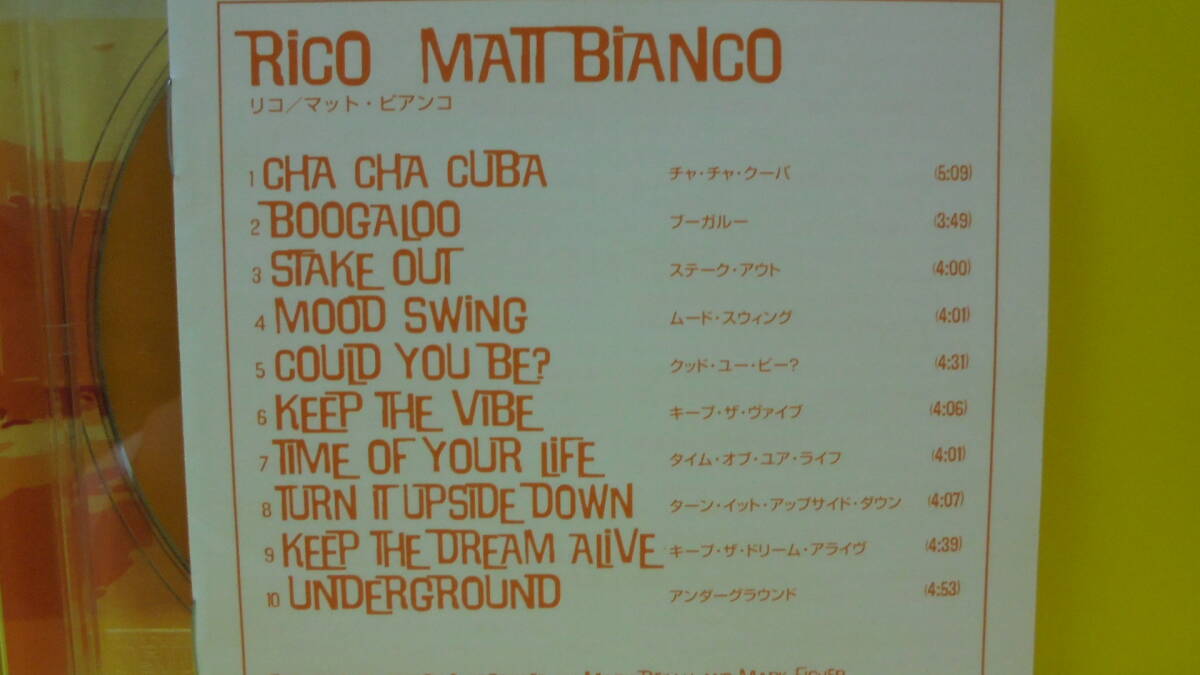 RiCO MATT BiANCO
リコ／マット・ビアンコ
1 CHA CHA CUBA チャ・チャ・クーバ (5:09)
2 BOOGALOO ブーガルー (3:49)
3 STAKE OUT ステーク・アウト (4:00)
4 MOOD SWiNG ムード・スウィング (4:01)
5 COULD YOU BE? クッド・ユー・ビー? (4:31)
6 KEEP THE ViBE キープ・ザ・ヴァイブ (4:06)
7 TIME OF YOUR LiFE タイム・オブ・ユア・ライフ (4:01)
8 TURN iT UPSIDE DOWN ターン・イット・アップサイド・ダウン (4:07)
9 KEEP THE DREAM ALiVE キープ・ザ・ドリーム・アライヴ (4:39)
10 UNDERGROUND アンダーグラウンド (4:53)